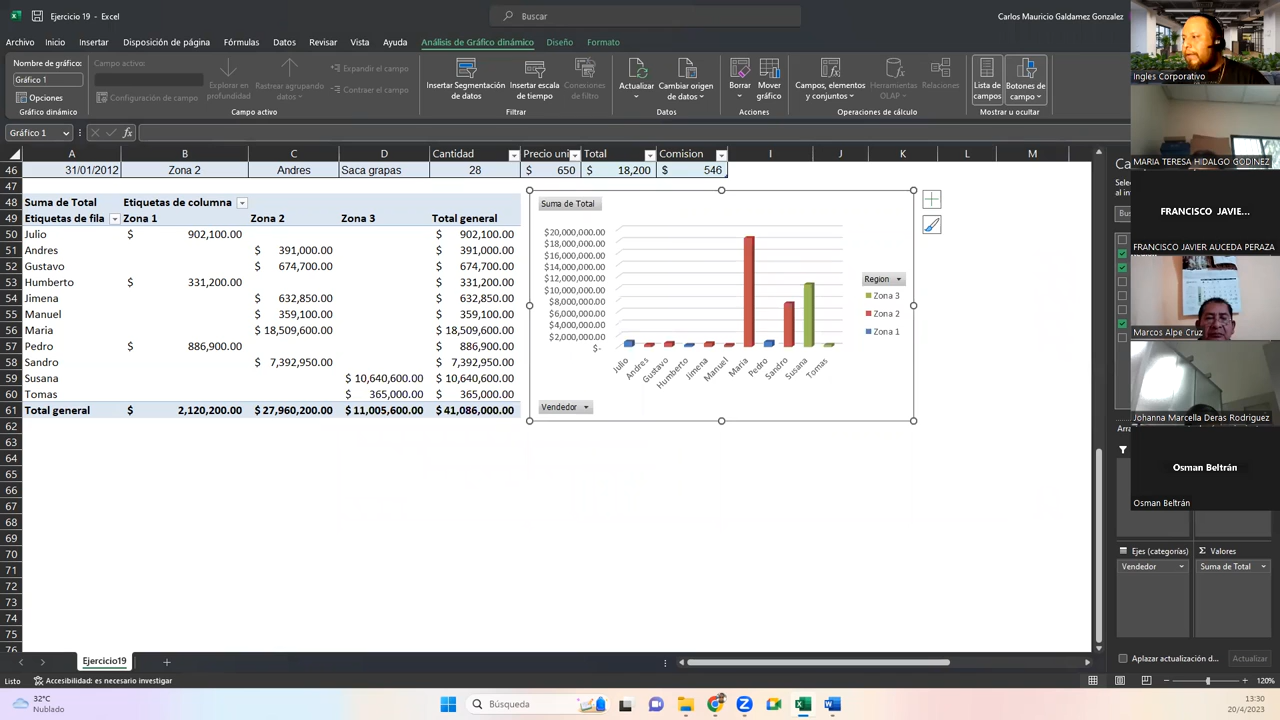 Ejercicio 19 - Excel
Buscar
Carlos Mauricio Galdamez Gonzalez
Archivo Inicio Insertar Disposición de página Fórmulas Datos Revisar Vista Ayuda Análisis de Gráfico dinámico Diseño Formato
Nombre de gráfico:
Gráfico 1
Opciones
Gráfico dinámico
Campo activo:
Configuración de campo
Explorar en profundidad
Rastrear agrupando datos
Expandir el campo
Contraer el campo
Campo activo
Insertar Segmentación de datos
Insertar escala de tiempo
Conexiones de filtro
Filtrar
Actualizar
Cambiar origen de datos
Datos
Borrar
Mover gráfico
Acciones
Campos, elementos y conjuntos
Herramientas OLAP
Relaciones
Operaciones de cálculo
Lista de campos
Botones de campo
Mostrar u ocultar
Gráfico 1
fx
A B C D Cantidad Precio uni Total Comision I J K L M
46 31/01/2012 Zona 2 Andres Saca grapas 28 $ 650 $ 18,200 $ 546
47
48 Suma de Total Etiquetas de columna
49 Etiquetas de fila Zona 1 Zona 2 Zona 3 Total general
50 Julio $ 902,100.00 $ 902,100.00
51 Andres $ 391,000.00 $ 391,000.00
52 Gustavo $ 674,700.00 $ 674,700.00
53 Humberto $ 331,200.00 $ 331,200.00
54 Jimena $ 632,850.00 $ 632,850.00
55 Manuel $ 359,100.00 $ 359,100.00
56 Maria $ 18,509,600.00 $ 18,509,600.00
57 Pedro $ 886,900.00 $ 886,900.00
58 Sandro $ 7,392,950.00 $ 7,392,950.00
59 Susana $ 10,640,600.00 $ 10,640,600.00
60 Tomas $ 365,000.00 $ 365,000.00
61 Total general $ 2,120,200.00 $ 27,960,200.00 $ 11,005,600.00 $ 41,086,000.00
62
63
64
65
66
67
68
69
70
71
72
73
74
75
76
Suma de Total
$20,000,000.00
$18,000,000.00
$16,000,000.00
$14,000,000.00
$12,000,000.00
$10,000,000.00
$8,000,000.00
$6,000,000.00
$4,000,000.00
$2,000,000.00
$-
Julio Andres Gustavo Humberto Jimena Manuel Maria Pedro Sandro Susana Tomas
Region
Zona 3
Zona 2
Zona 1
Vendedor
Ingles Corporativo
MARIA TERESA HIDALGO GODINEZ
FRANCISCO JAVIE...
FRANCISCO JAVIER AUCEDA PERAZA
Marcos Alpe Cruz
Johanna Marcella Deras Rodriguez
Osman Beltrán
Osman Beltrán
Ejes (categorías) Σ Valores
Vendedor Suma de Total
Aplazar actualización d... Actualizar
Ejercicio19
Listo Accesibilidad: es necesario investigar
120%
32°C
Nublado
Búsqueda
13:30
20/4/2023